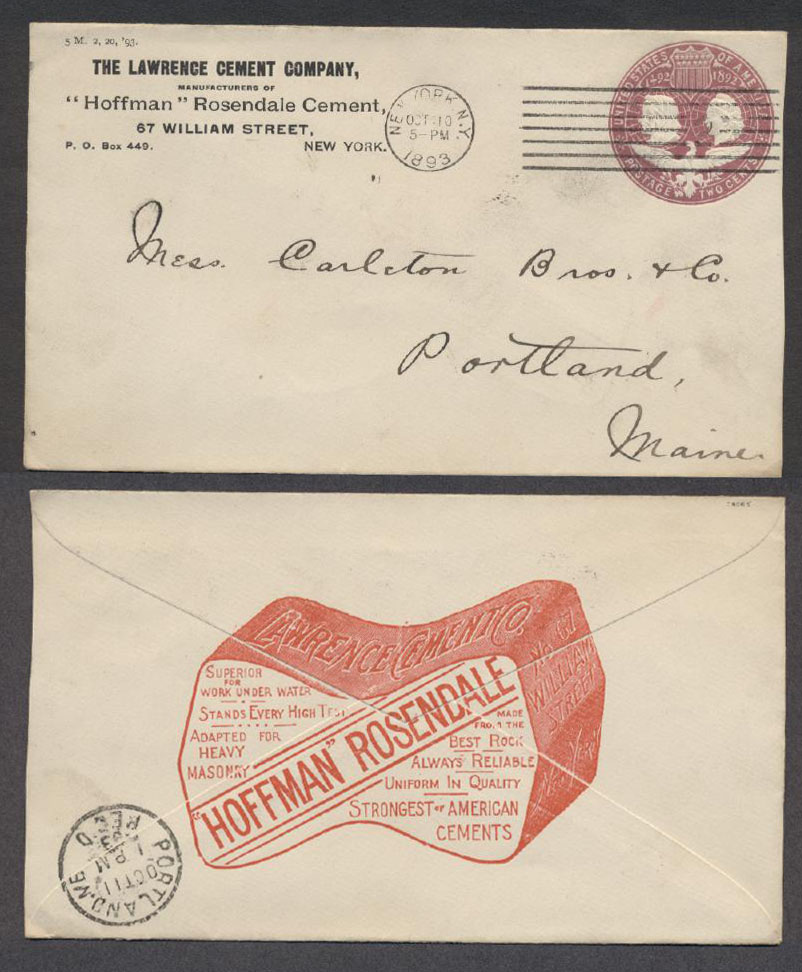 5 M. 2, 20, '93.
THE LAWRENCE CEMENT COMPANY,
MANUFACTURERS OF
"Hoffman" Rosendale Cement,
67 WILLIAM STREET,
P. O. Box 449. NEW YORK.
NEW YORK. N.Y.
OCT 10
5-PM
1893
UNITED STATES OF AMERICA
1492 1892
POSTAGE TWO CENTS
Mess. Carleton Bros. & Co.
Portland,
Maine.
LAWRENCE CEMENT CO.
No. 67
WILLIAM
STREET
N.Y.
SUPERIOR
FOR
WORK UNDER WATER
STANDS EVERY HIGH TEST
ADAPTED FOR
HEAVY
MASONRY
"HOFFMAN" ROSENDALE
MADE
FROM THE
BEST ROCK
ALWAYS RELIABLE
UNIFORM IN QUALITY
STRONGEST OF AMERICAN
CEMENTS
PORTLAND, ME
OCT 11
1 PM
93
REC'D.